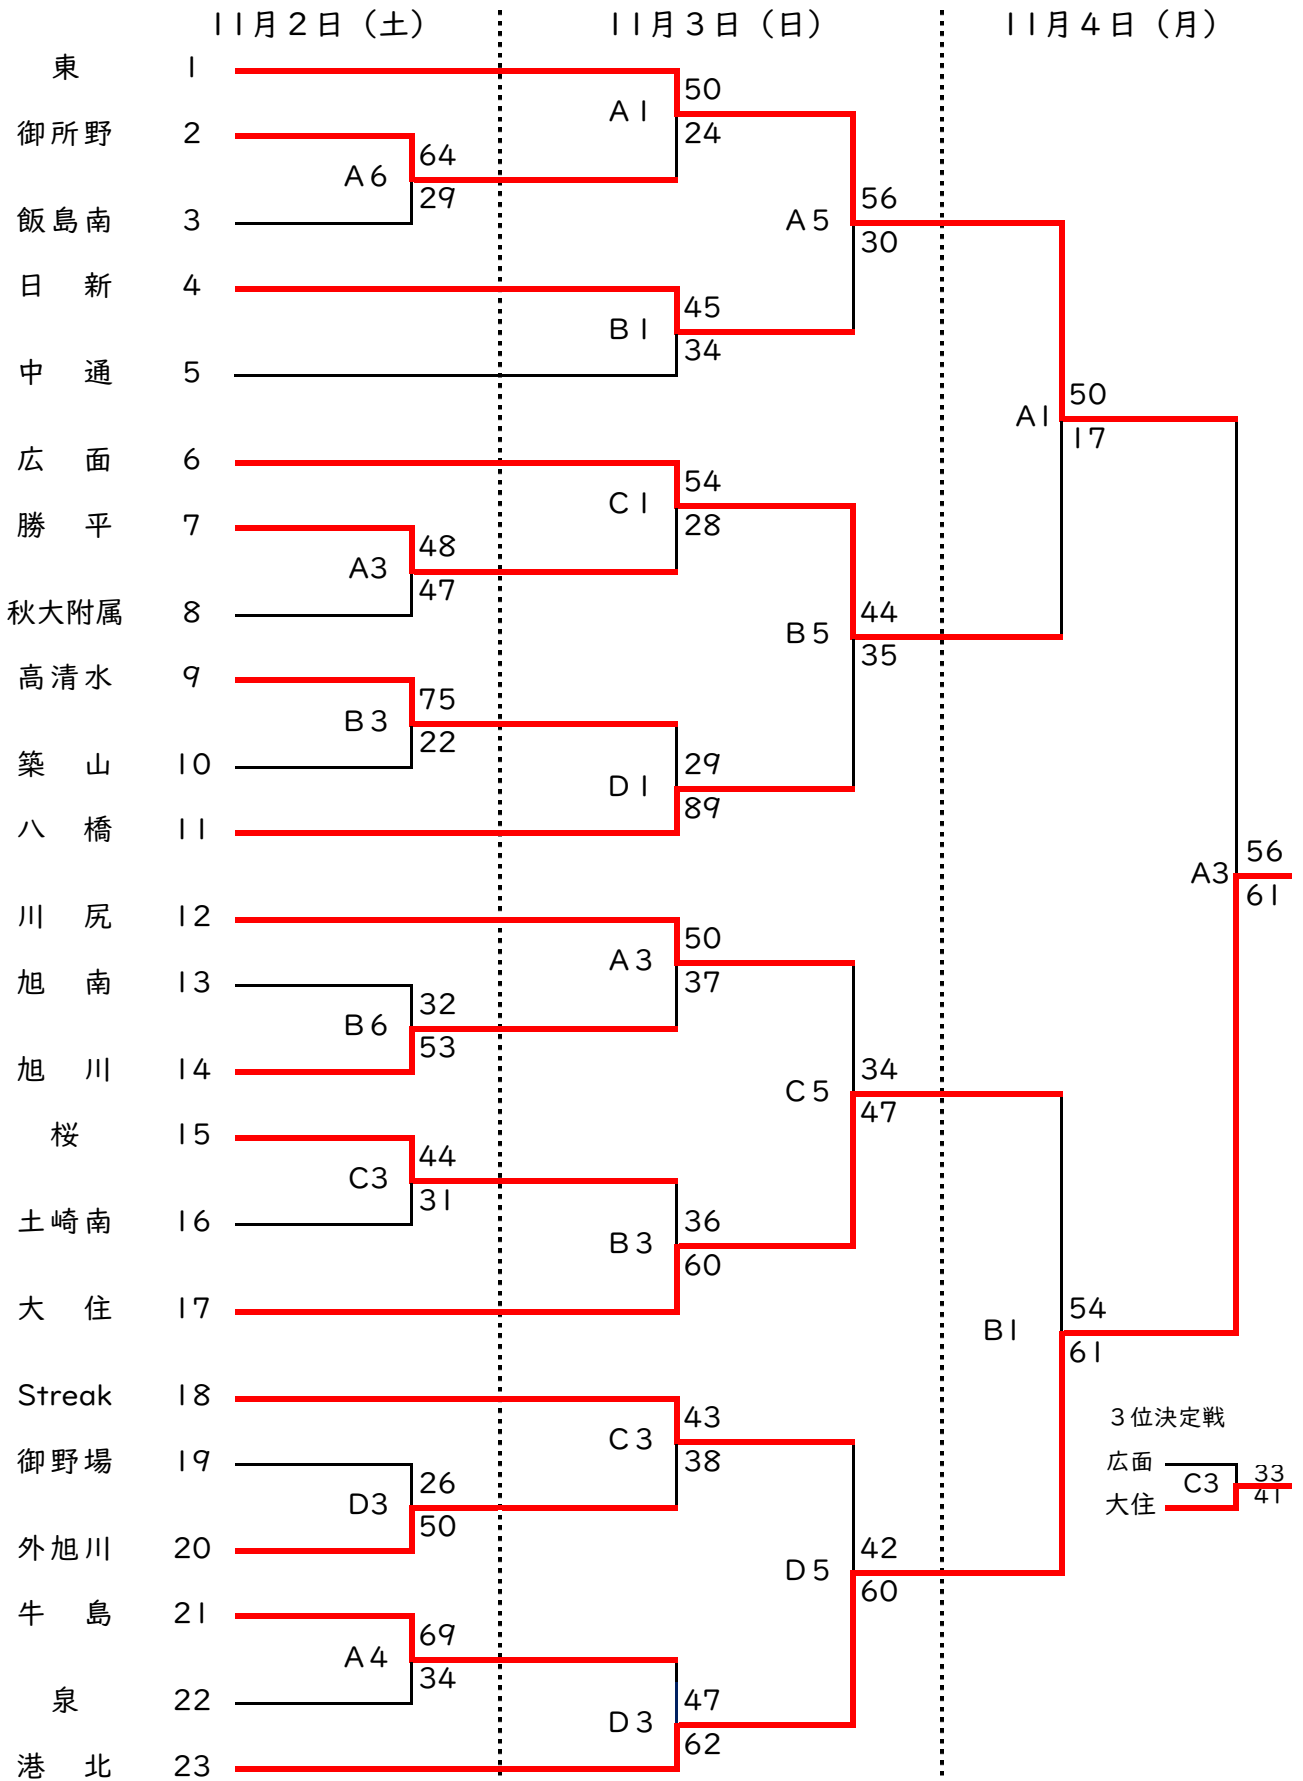 11月2日（土） 11月3日（日） 11月4日（月）
東 1
50
A1
24
御所野 2
64
A6
29
飯島南 3
56
A5
30
日新 4
45
B1
34
中通 5
50
A1
17
広面 6
54
C1
28
勝平 7
48
A3
47
秋大附属 8
44
B5
35
高清水 9
75
B3
22
築山 10
29
D1
89
八橋 11
56
A3
61
川尻 12
50
A3
37
旭南 13
32
B6
53
旭川 14
34
C5
47
桜 15
44
C3
31
土崎南 16
36
B3
60
大住 17
54
B1
61
Streak 18
43
C3
38
3位決定戦
広面 33
C3
大住 41
御野場 19
26
D3
50
外旭川 20
42
D5
60
牛島 21
69
A4
34
泉 22
47
D3
62
港北 23